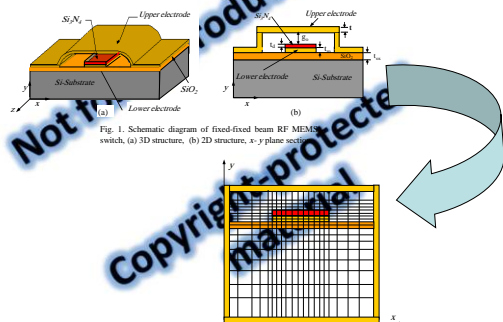 Si3N4
Upper electrode
Si-Substrate
SiO2
Lower electrode
y
x
z
(a)
Si3N4
Upper electrode
t
g0
td
Lower electrode
SiO2
Si-Substrate
y
x
(b)
Fig. 1. Schematic diagram of fixed-fixed beam RF MEMS
switch, (a) 3D structure, (b) 2D structure, x- y plane section
Not for
Copyright-protected
material
y
x